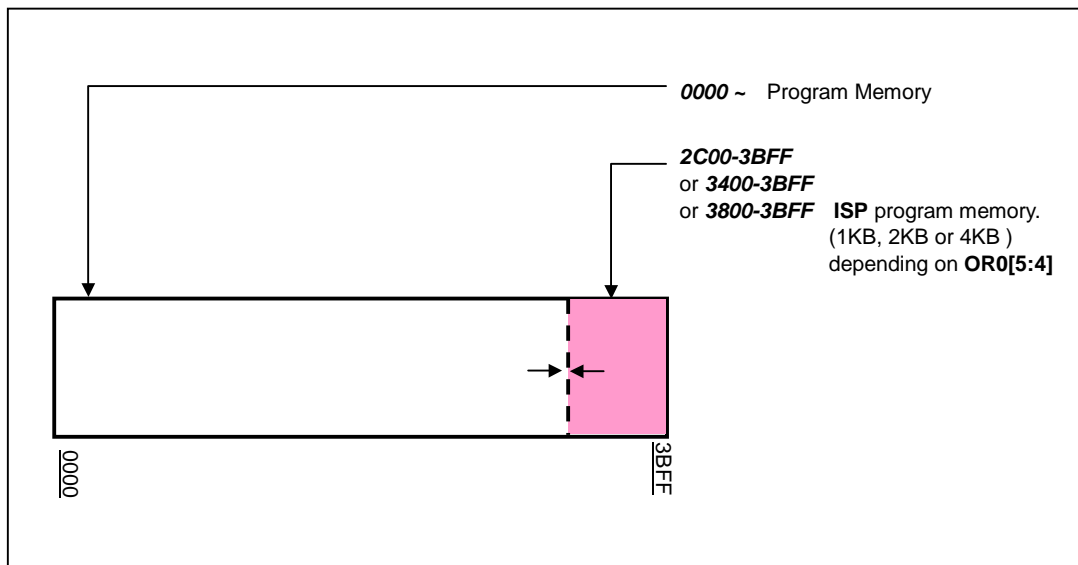 0000 ~ Program Memory
2C00-3BFF
or 3400-3BFF
or 3800-3BFF ISP program memory.
(1KB, 2KB or 4KB )
depending on OR0[5:4]
0000
3BFF